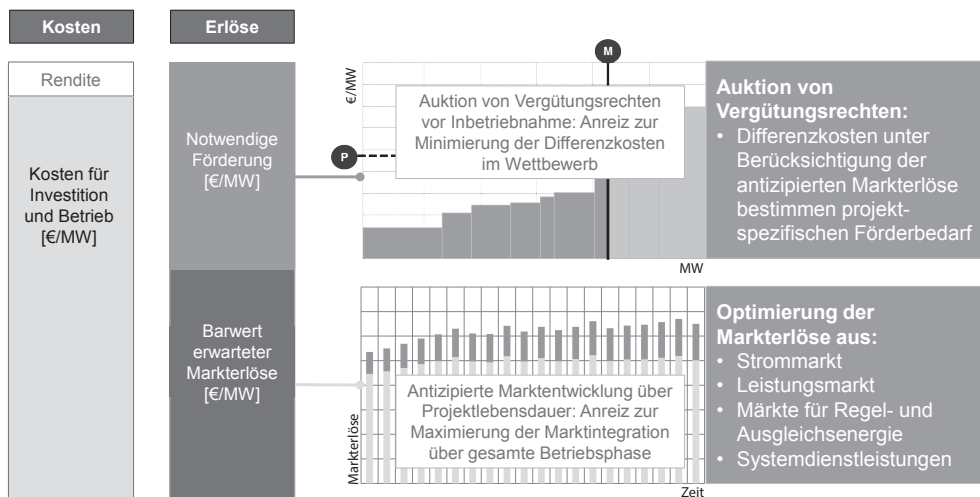 Kosten
Erlöse
Rendite
Kosten für
Investition
und Betrieb
[€/MW]
Notwendige
Förderung
[€/MW]
Barwert
erwarteter
Markterlöse
[€/MW]
€/MW
M
P
Auktion von Vergütungsrechten
vor Inbetriebnahme: Anreiz zur
Minimierung der Differenzkosten
im Wettbewerb
MW
Auktion von
Vergütungsrechten:
• Differenzkosten unter
Berücksichtigung der
antizipierten Markterlöse
bestimmen projekt-
spezifischen Förderbedarf
Markterlöse
Antizipierte Marktentwicklung über
Projektlebensdauer: Anreiz zur
Maximierung der Marktintegration
über gesamte Betriebsphase
Zeit
Optimierung der
Markterlöse aus:
• Strommarkt
• Leistungsmarkt
• Märkte für Regel- und
Ausgleichsenergie
• Systemdienstleistungen